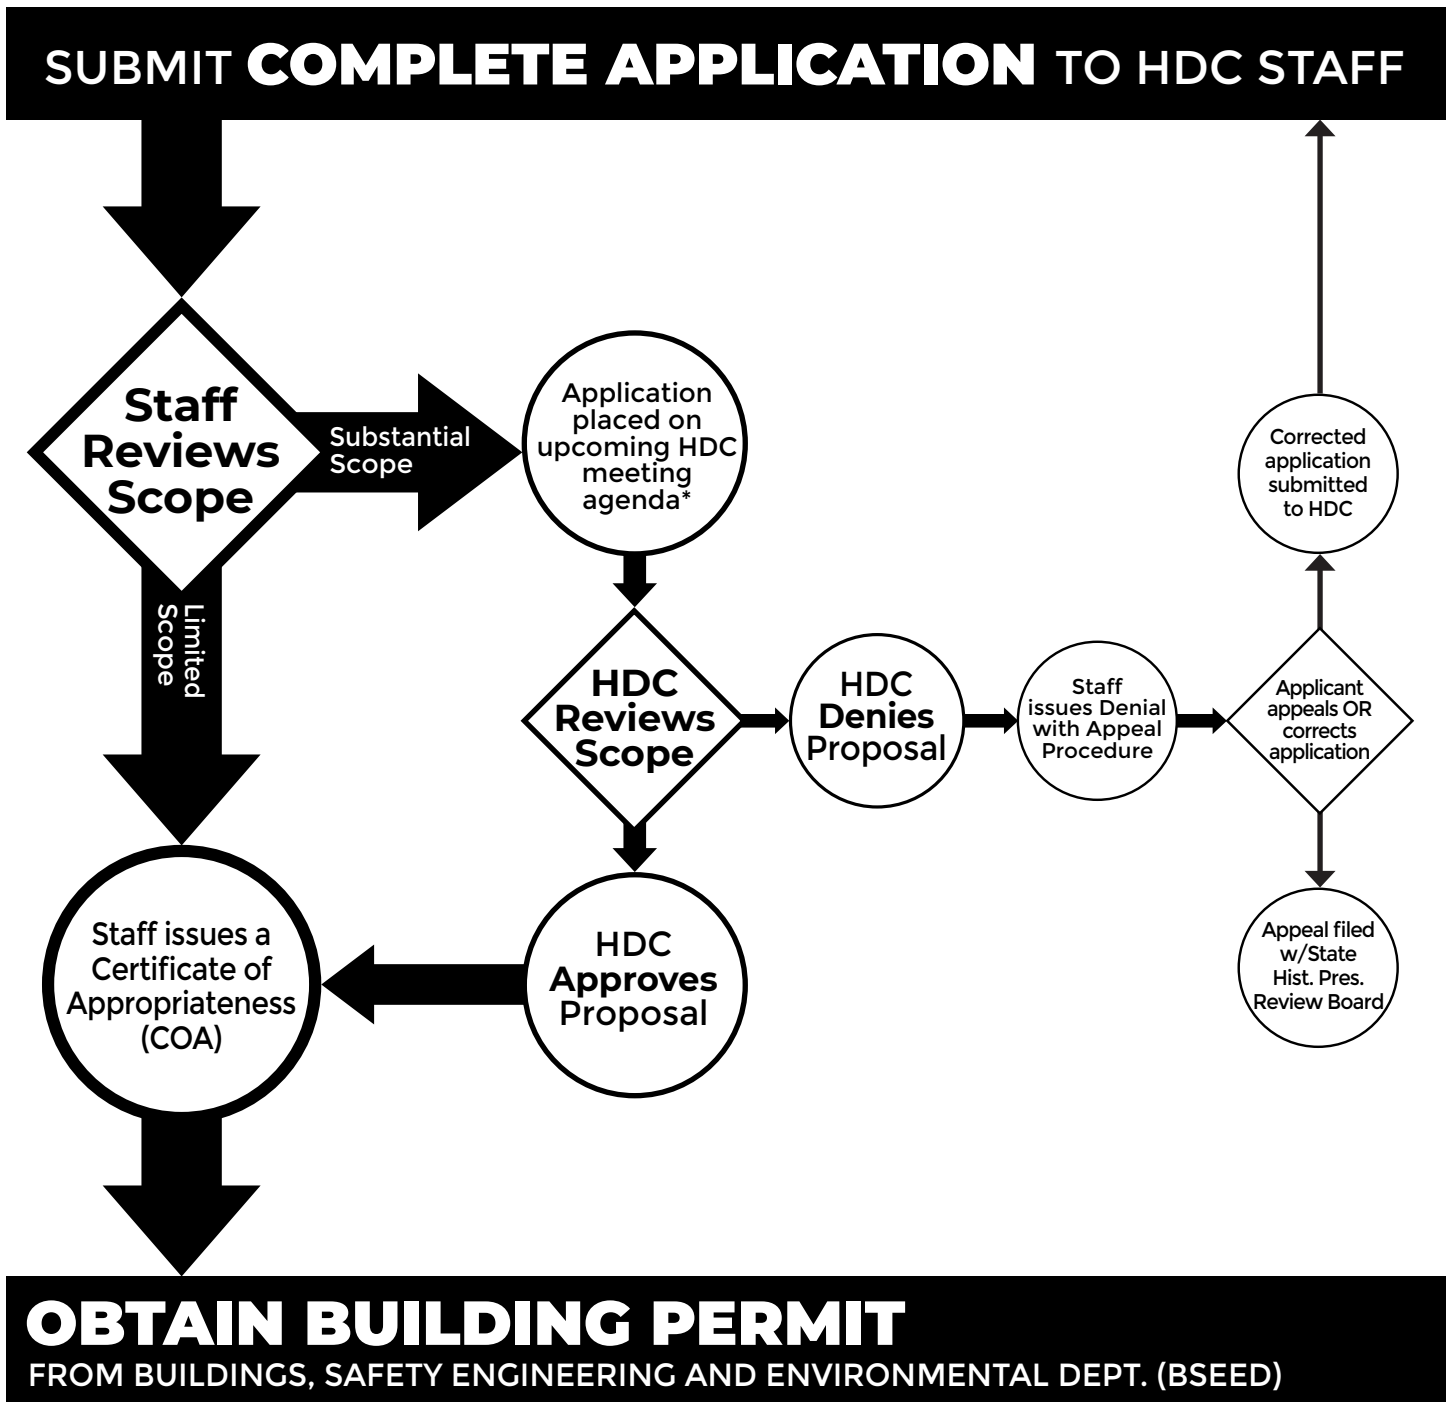 SUBMIT COMPLETE APPLICATION TO HDC STAFF
Staff
Reviews
Scope
Substantial
Scope
Application
placed on
upcoming HDC
meeting
agenda*
Limited
Scope
HDC
Reviews
Scope
HDC
Denies
Proposal
Staff
issues Denial
with Appeal
Procedure
Applicant
appeals OR
corrects
application
Corrected
application
submitted
to HDC
Appeal filed
w/State
Hist. Pres.
Review Board
HDC
Approves
Proposal
Staff issues a
Certificate of
Appropriateness
(COA)
OBTAIN BUILDING PERMIT
FROM BUILDINGS, SAFETY ENGINEERING AND ENVIRONMENTAL DEPT. (BSEED)